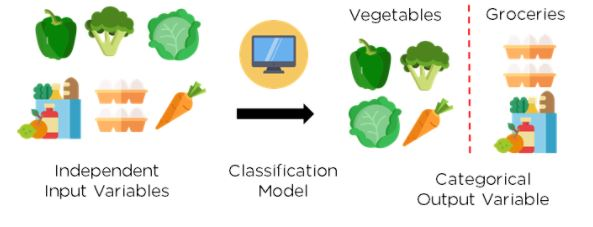 Vegetables
Groceries
Independent
Input Variables
Classification
Model
Categorical
Output Variable